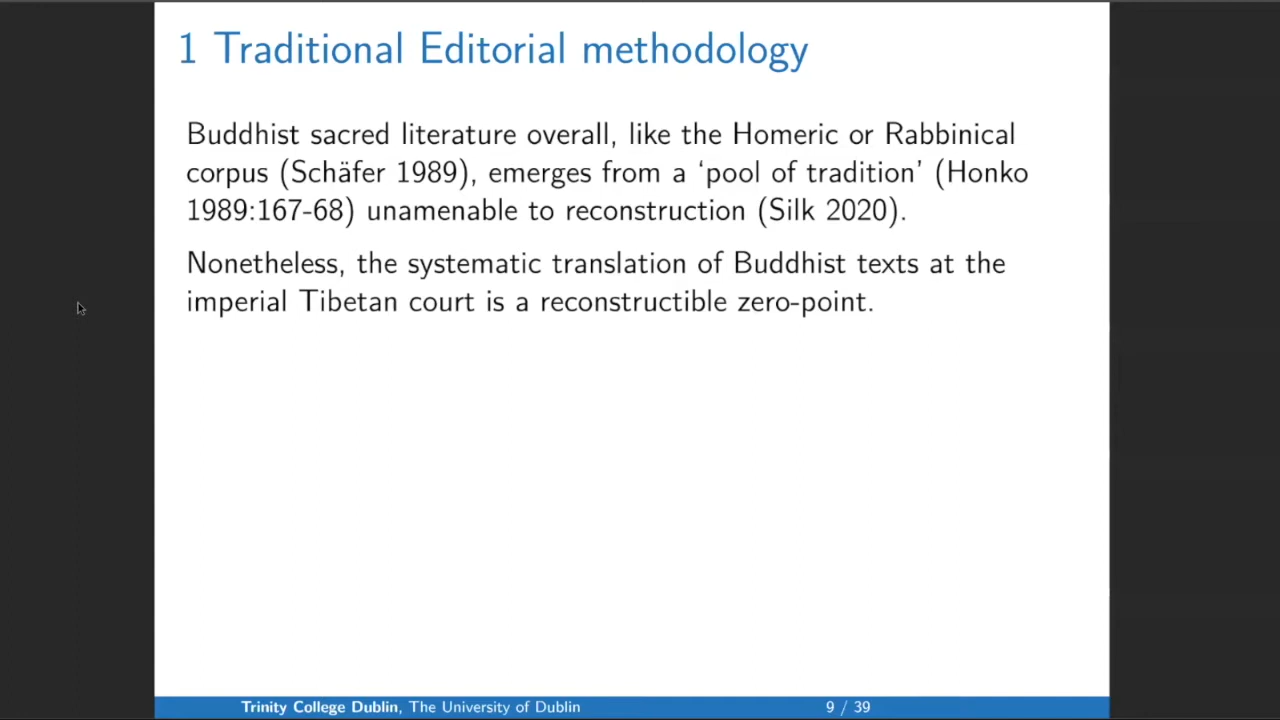 1 Traditional Editorial methodology
Buddhist sacred literature overall, like the Homeric or Rabbinical
corpus (Schäfer 1989), emerges from a ‘pool of tradition’ (Honko
1989:167-68) unamenable to reconstruction (Silk 2020).
Nonetheless, the systematic translation of Buddhist texts at the
imperial Tibetan court is a reconstructible zero-point.
Trinity College Dublin, The University of Dublin
9 / 39